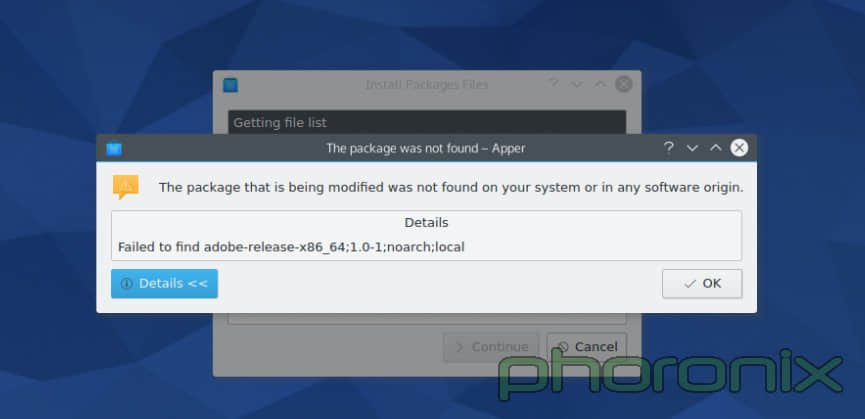 Install Packages Files
Getting file list
The package was not found – Apper
The package that is being modified was not found on your system or in any software origin.
Details
Failed to find adobe-release-x86_64;1.0-1;noarch;local
Details <<
OK
Continue
Cancel
phoronix